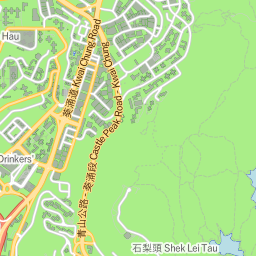 Hau
葵涌道 Kwai Chung Road
青山公路 - 葵涌段 Castle Peak Road - Kwai Chung
Drinkers'
石梨頭 Shek Lei Tau